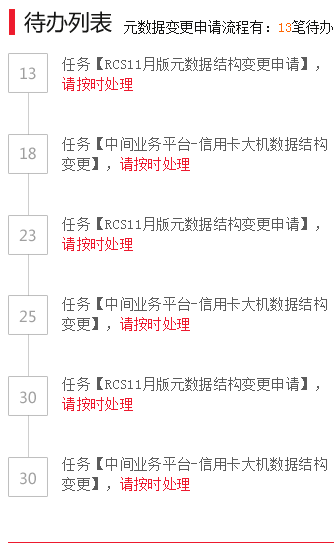 待办列表 元数据变更申请流程有：13笔待办
13 任务【RCS11月版元数据结构变更申请】，
请按时处理
18 任务【中间业务平台-信用卡大机数据结构
变更】，请按时处理
23 任务【RCS11月版元数据结构变更申请】，
请按时处理
25 任务【中间业务平台-信用卡大机数据结构
变更】，请按时处理
30 任务【RCS11月版元数据结构变更申请】，
请按时处理
30 任务【中间业务平台-信用卡大机数据结构
变更】，请按时处理